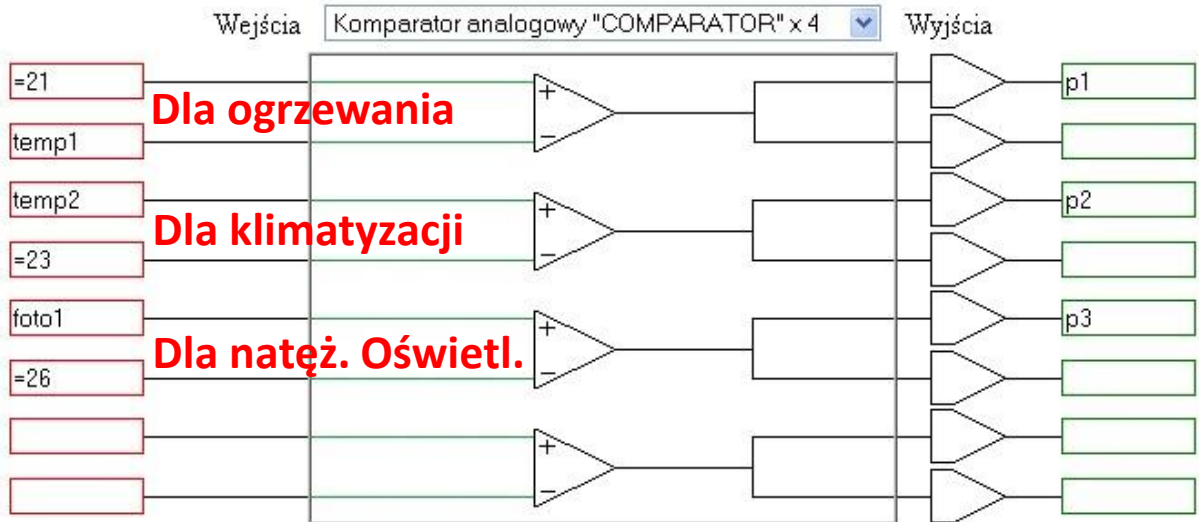 Wejścia Komparator analogowy "COMPARATOR" x 4 Wyjścia
=21 + p1
Dla ogrzewania
temp1 −
temp2 + p2
Dla klimatyzacji
=23 −
foto1 + p3
Dla natęż. Oświetl.
=26 −
+
−